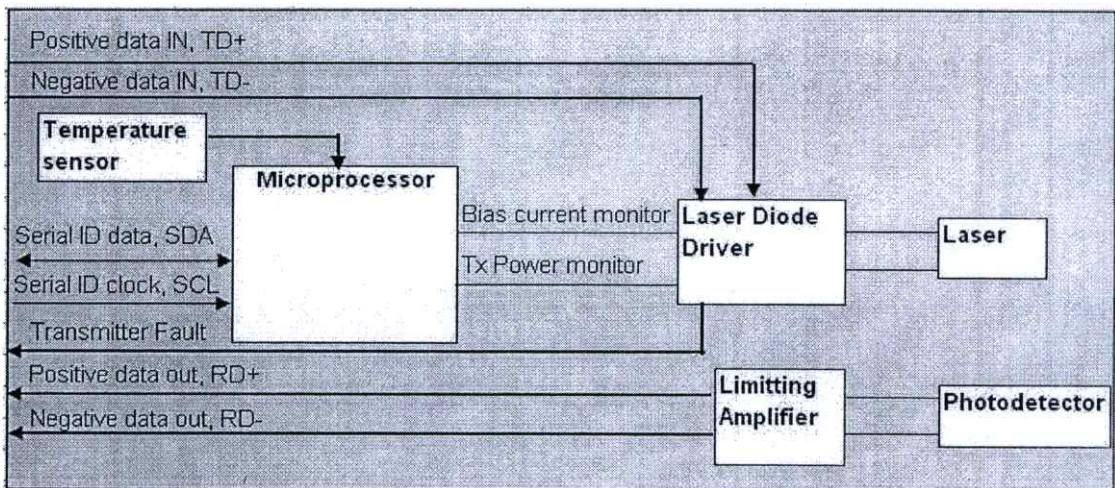 Positive data IN, TD+
Negative data IN, TD-
Temperature
sensor
Microprocessor
Bias current monitor
Laser Diode
Driver
Laser
Serial ID data, SDA
Tx Power monitor
Serial ID clock, SCL
Transmitter Fault
Positive data out, RD+
Limitting
Amplifier
Photodetector
Negative data out, RD-